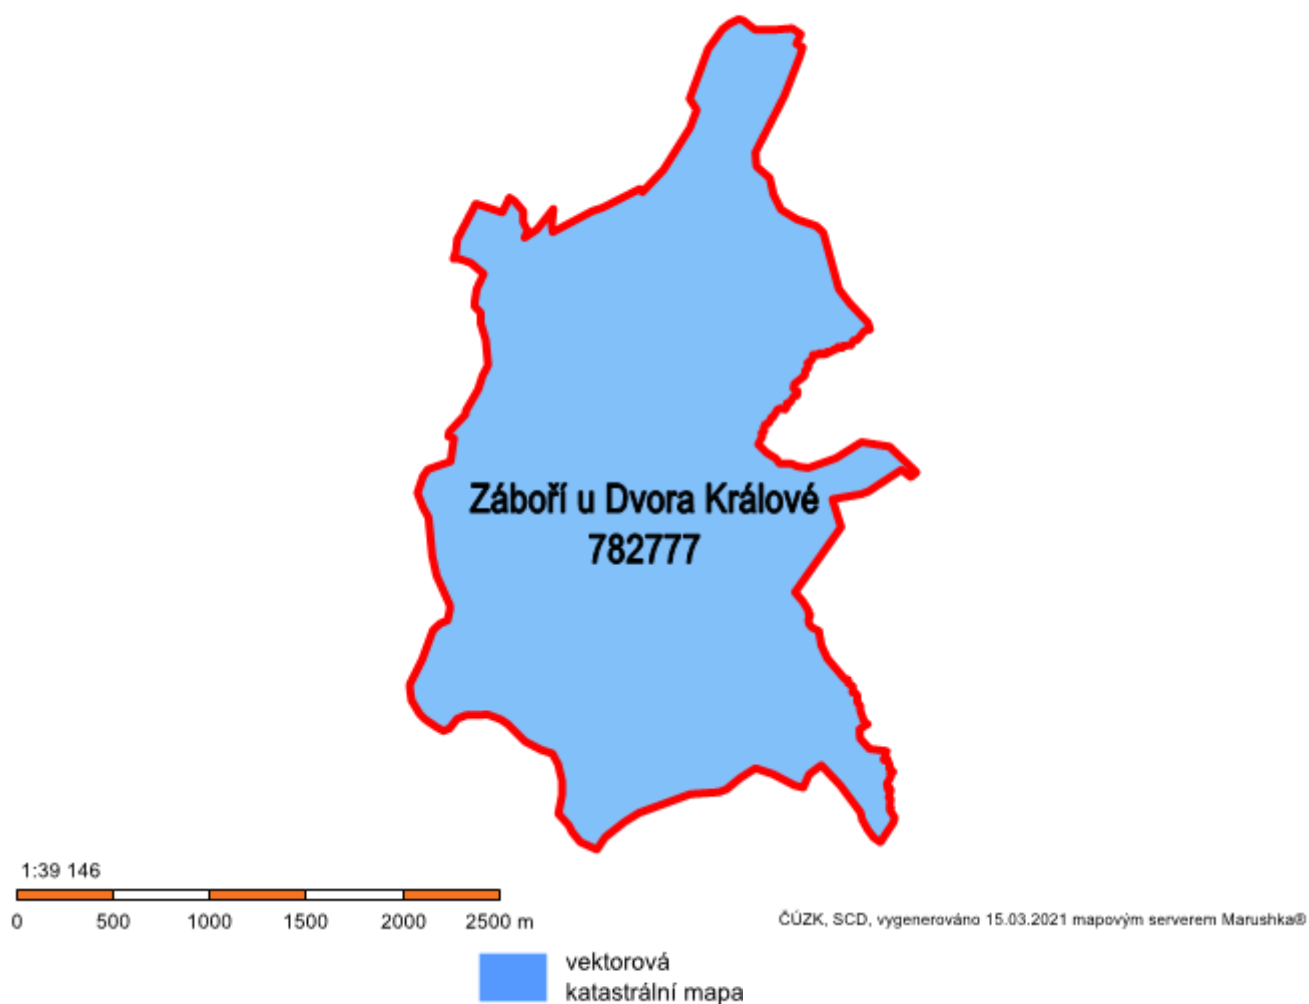 Záboří u Dvora Králové
782777
1:39 146
0 500 1000 1500 2000 2500 m
ČÚZK, SCD, vygenerováno 15.03.2021 mapovým serverem Marushka®
vektorová
katastrální mapa